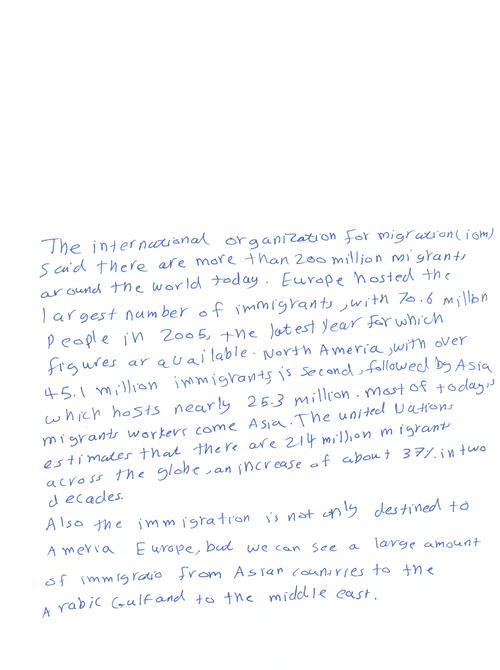 The international organization for migration (iom)
Said there are more than 200 million migrants
around the world today. Europe hosted the
largest number of immigrants, with 70.6 millon
People in 2005, the latest year for which
figures ar available. North Ameria, with over
45.1 million immigrants is second, followed by Asia
which hosts nearly 25.3 million. most of today,s
migrants workers come Asia. The united Nations
estimates that there are 214 million migrant
across the globe, an increase of about 37% in two
decades.
Also the immigration is not only destined to
Ameria Europe, but we can see a large amount
of immigratio from Asian countries to the
Arabic Gulf and to the middle east.